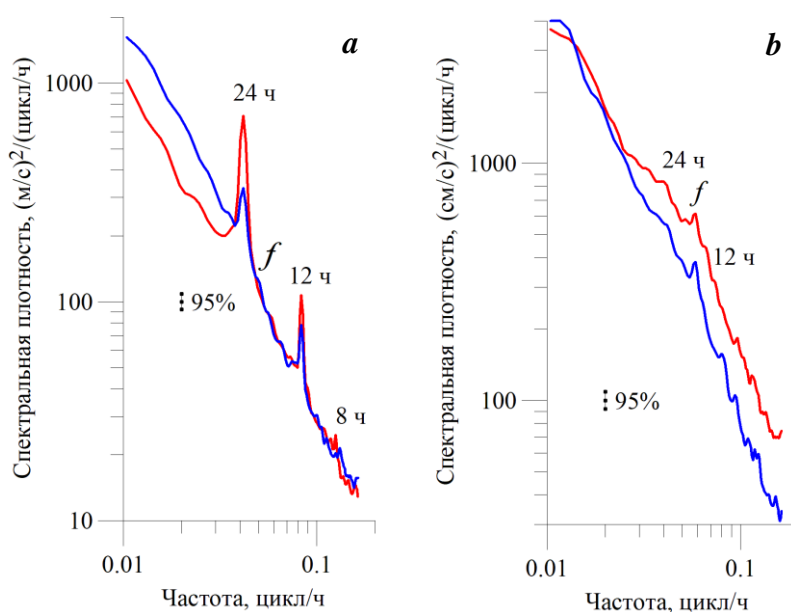 a
Спектральная плотность, (м/с)²/(цикл/ч)
1000
100
10
24 ч
f
12 ч
95%
8 ч
0.01
0.1
Частота, цикл/ч
b
Спектральная плотность, (см/с)²/(цикл/ч)
1000
100
24 ч
f
12 ч
95%
0.01
0.1
Частота, цикл/ч